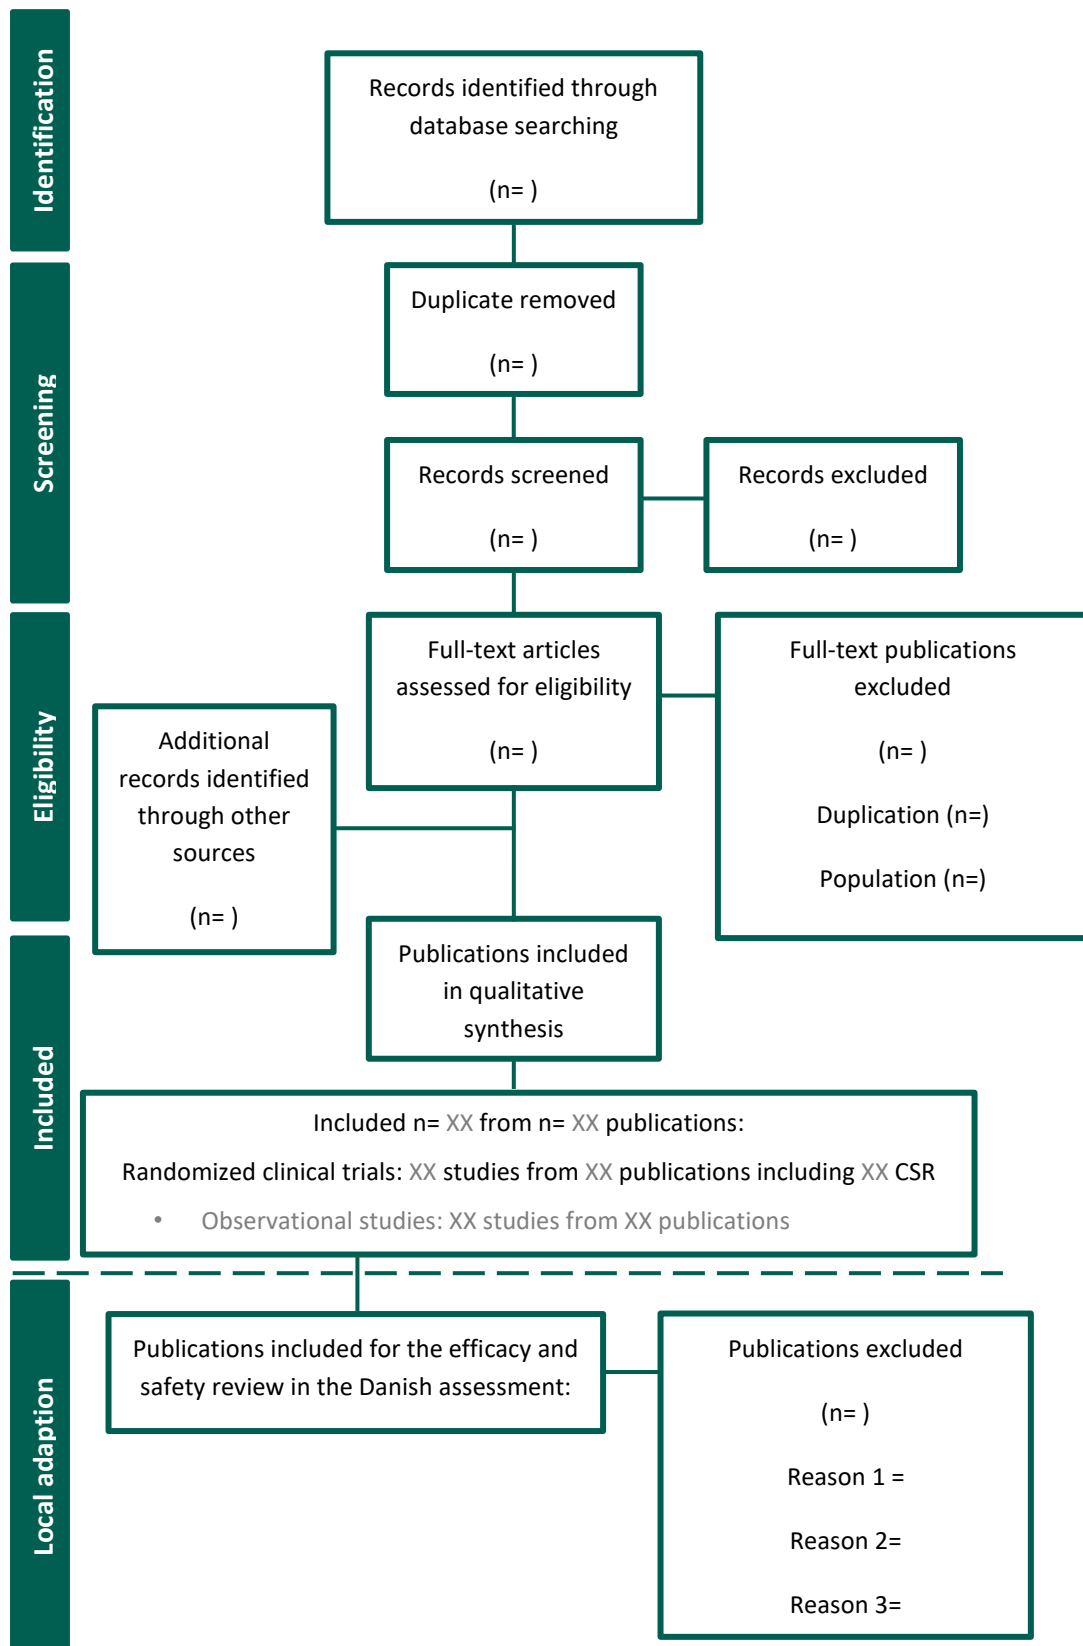 Identification
Records identified through
database searching
(n= )
Screening
Duplicate removed
(n= )
Records screened
(n= )
Records excluded
(n= )
Eligibility
Full-text articles
assessed for eligibility
(n= )
Full-text publications
excluded
(n= )
Duplication (n=)
Population (n=)
Additional
records identified
through other
sources
(n= )
Included
Publications included
in qualitative
synthesis
Included n= XX from n= XX publications:
Randomized clinical trials: XX studies from XX publications including XX CSR
• Observational studies: XX studies from XX publications
Local adaption
Publications included for the efficacy and
safety review in the Danish assessment:
Publications excluded
(n= )
Reason 1 =
Reason 2=
Reason 3=